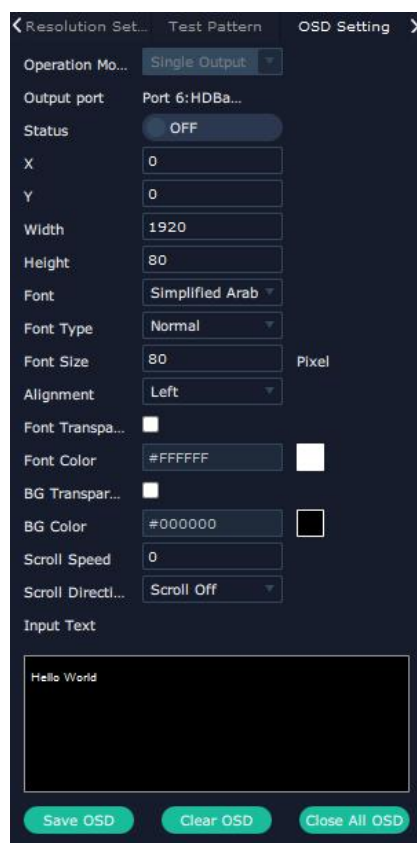 Resolution Set... Test Pattern OSD Setting
Operation Mo... Single Output
Output port Port 6:HDBa...
Status OFF
X 0
Y 0
Width 1920
Height 80
Font Simplified Arab
Font Type Normal
Font Size 80 Pixel
Alignment Left
Font Transpa...
Font Color #FFFFFF
BG Transpar...
BG Color #000000
Scroll Speed 0
Scroll Directi... Scroll Off
Input Text
Hello World
Save OSD Clear OSD Close All OSD